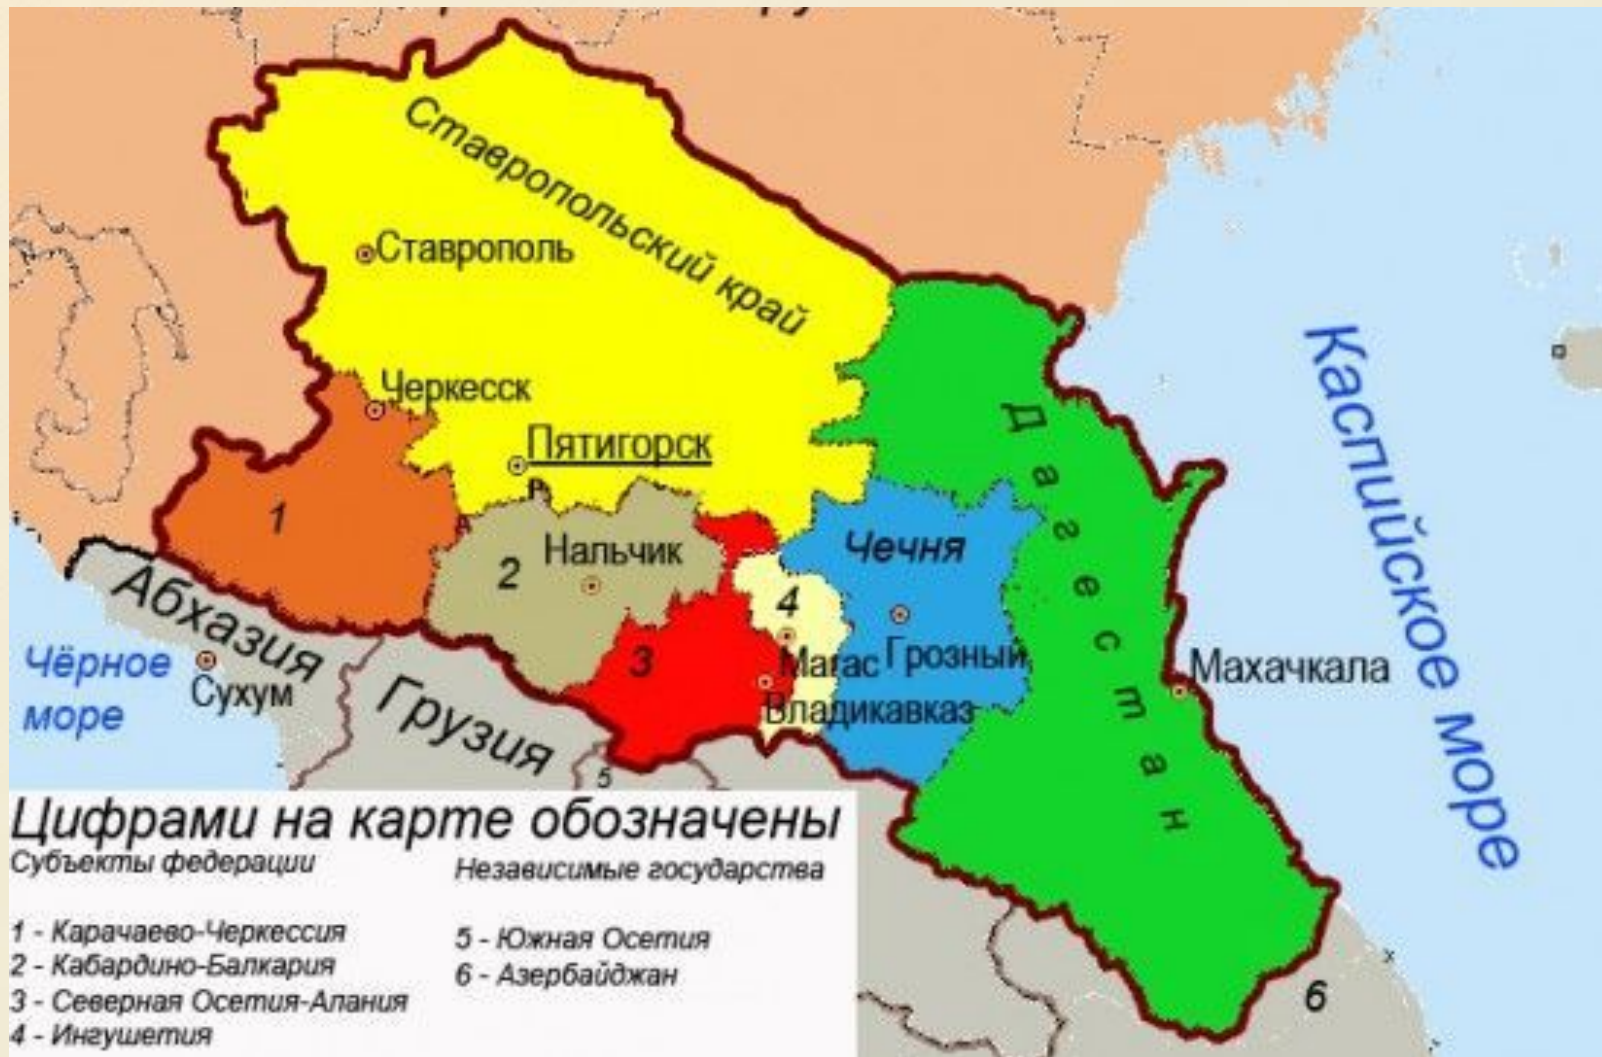 Ставропольский край
Ставрополь
Черкесск
Пятигорск
1
2
Нальчик
3
4
Чечня
Магас
Грозный
Владикавказ
Дагестан
Махачкала
Каспийское море
Абхазия
Чёрное
море
Сухум
Грузия
5
6
Цифрами на карте обозначены
Субъекты федерации
1 - Карачаево-Черкессия
2 - Кабардино-Балкария
3 - Северная Осетия-Алания
4 - Ингушетия
Независимые государства
5 - Южная Осетия
6 - Азербайджан